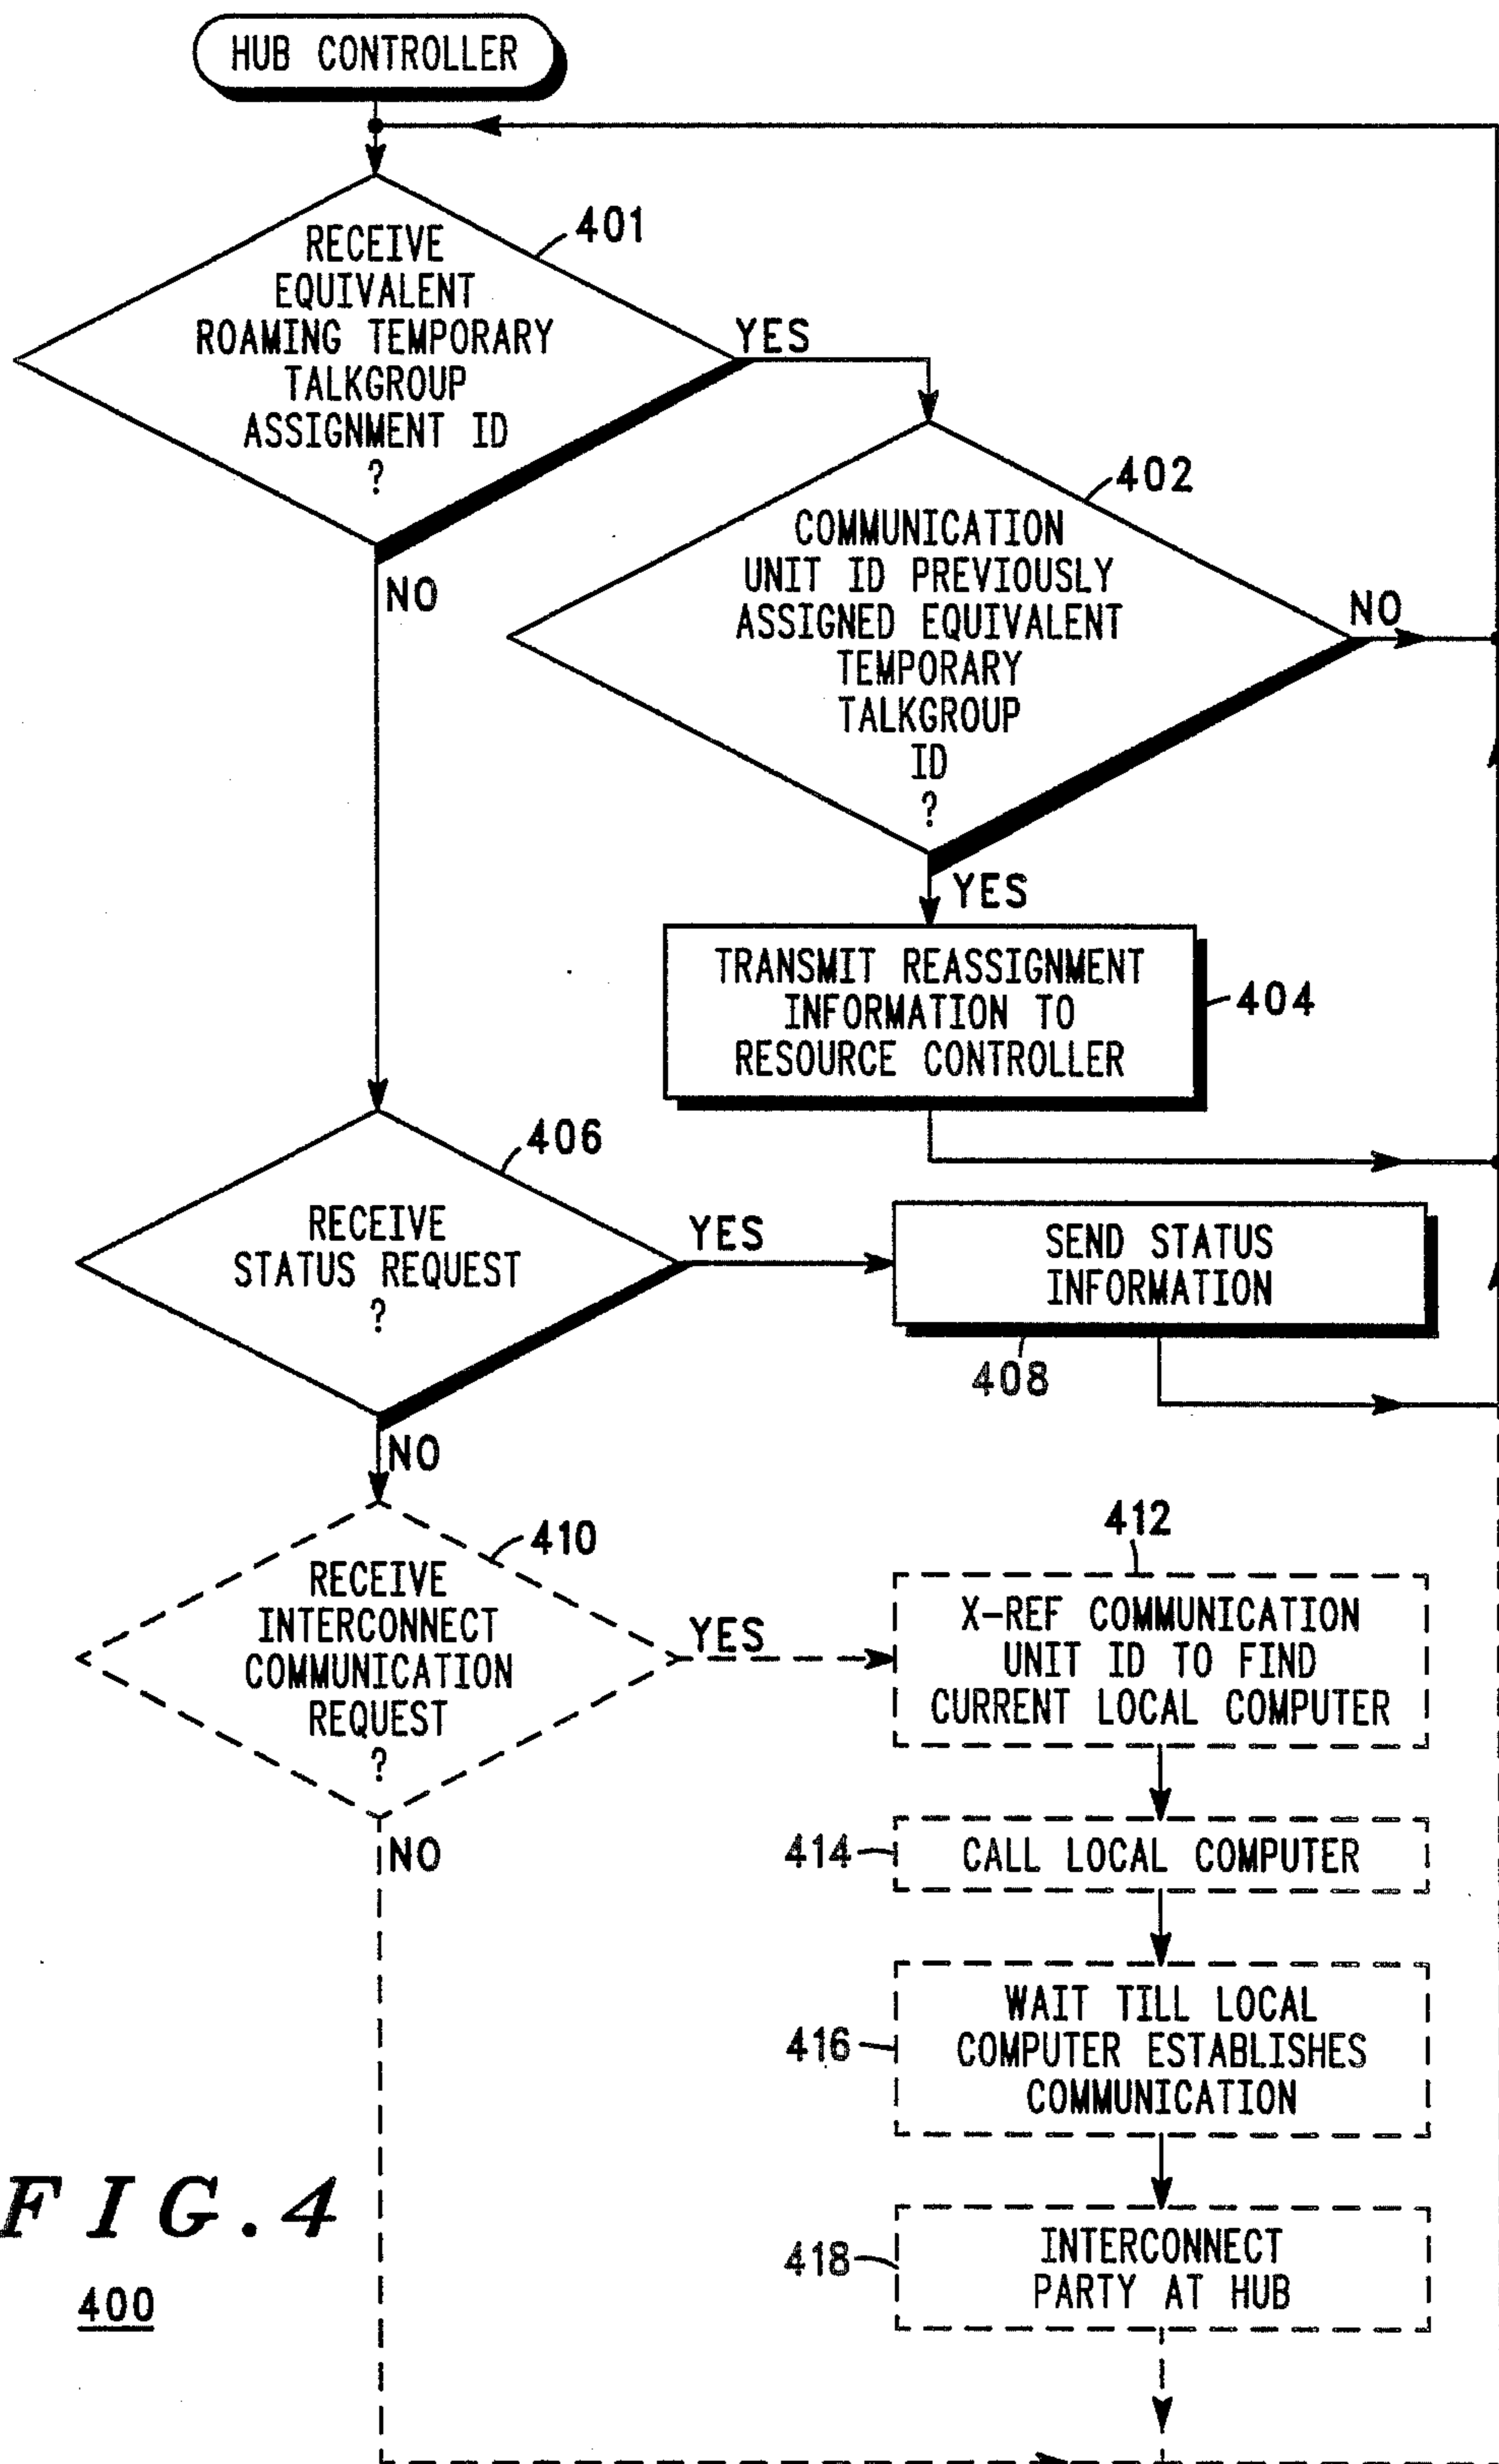 HUB CONTROLLER
401
RECEIVE
EQUIVALENT
ROAMING TEMPORARY
TALKGROUP
ASSIGNMENT ID
?
YES
NO
402
COMMUNICATION
UNIT ID PREVIOUSLY
ASSIGNED EQUIVALENT
TEMPORARY
TALKGROUP
ID
?
NO
YES
TRANSMIT REASSIGNMENT
INFORMATION TO
RESOURCE CONTROLLER
404
406
RECEIVE
STATUS REQUEST
?
YES
NO
SEND STATUS
INFORMATION
408
410
RECEIVE
INTERCONNECT
COMMUNICATION
REQUEST
?
YES
NO
412
X-REF COMMUNICATION
UNIT ID TO FIND
CURRENT LOCAL COMPUTER
414
CALL LOCAL COMPUTER
416
WAIT TILL LOCAL
COMPUTER ESTABLISHES
COMMUNICATION
418
INTERCONNECT
PARTY AT HUB
FIG.4
400